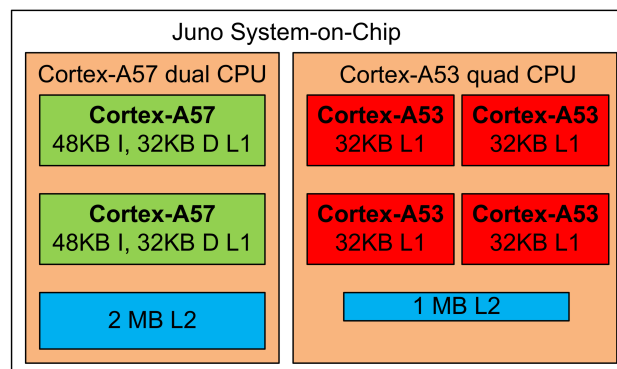 Juno System-on-Chip
Cortex-A57 dual CPU
Cortex-A57
48KB I, 32KB D L1
Cortex-A57
48KB I, 32KB D L1
2 MB L2
Cortex-A53 quad CPU
Cortex-A53
32KB L1
Cortex-A53
32KB L1
Cortex-A53
32KB L1
Cortex-A53
32KB L1
1 MB L2